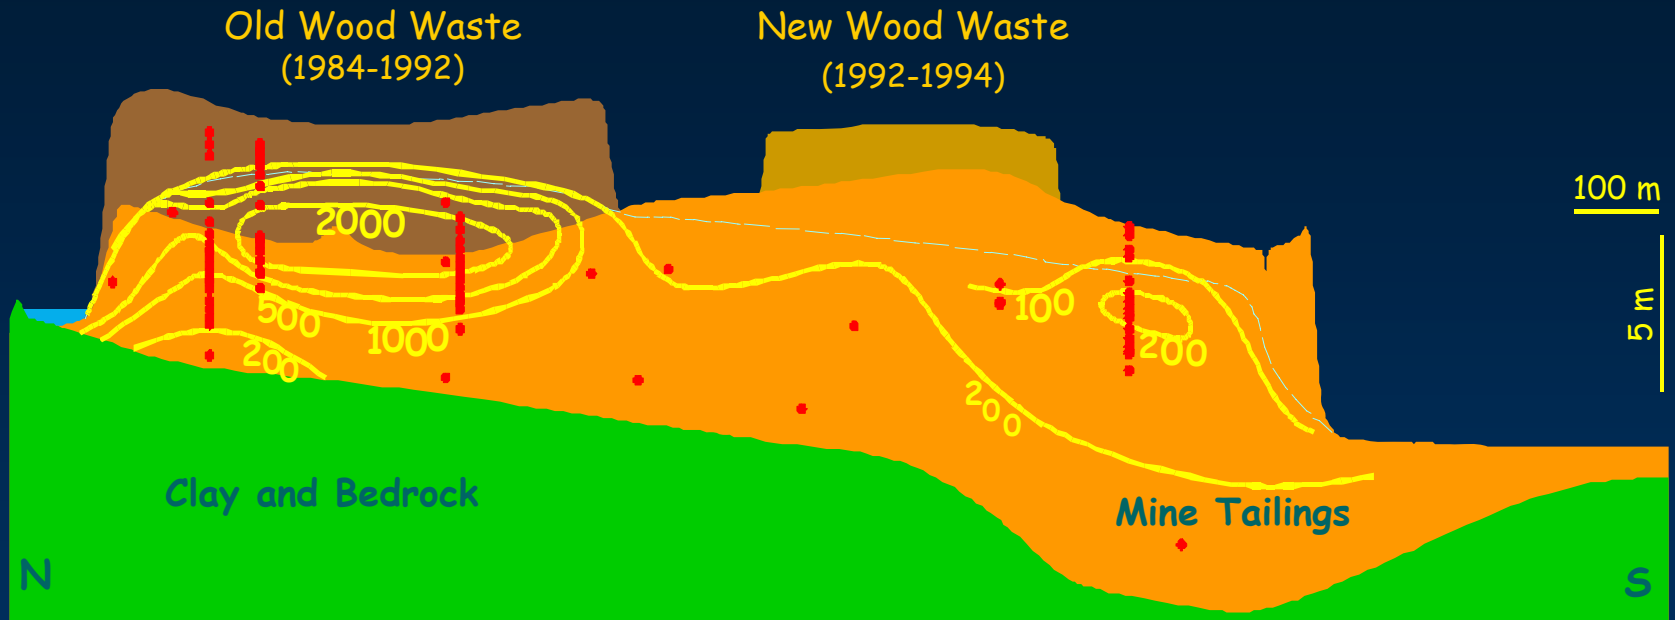 Old Wood Waste
(1984-1992)
New Wood Waste
(1992-1994)
100 m
5 m
2000
500
1000
200
100
200
200
Clay and Bedrock
Mine Tailings
N
S